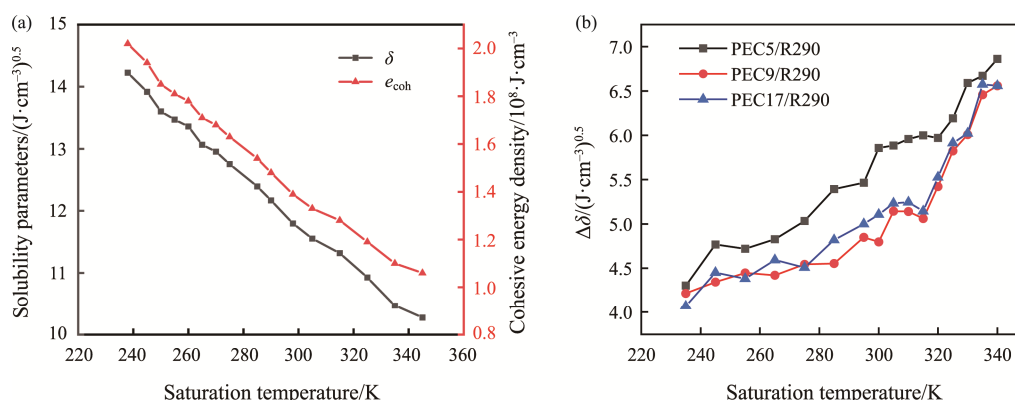 (a)
15
14
13
12
11
10
Solubility parameters/(J·cm⁻³)⁰·⁵
δ
e_coh
2.0
1.8
1.6
1.4
1.2
1.0
0.8
Cohesive energy density/10⁸·J·cm⁻³
220 240 260 280 300 320 340 360
Saturation temperature/K
(b)
7.0
6.5
6.0
5.5
5.0
4.5
4.0
Δδ/(J·cm⁻³)⁰·⁵
PEC5/R290
PEC9/R290
PEC17/R290
220 240 260 280 300 320 340
Saturation temperature/K